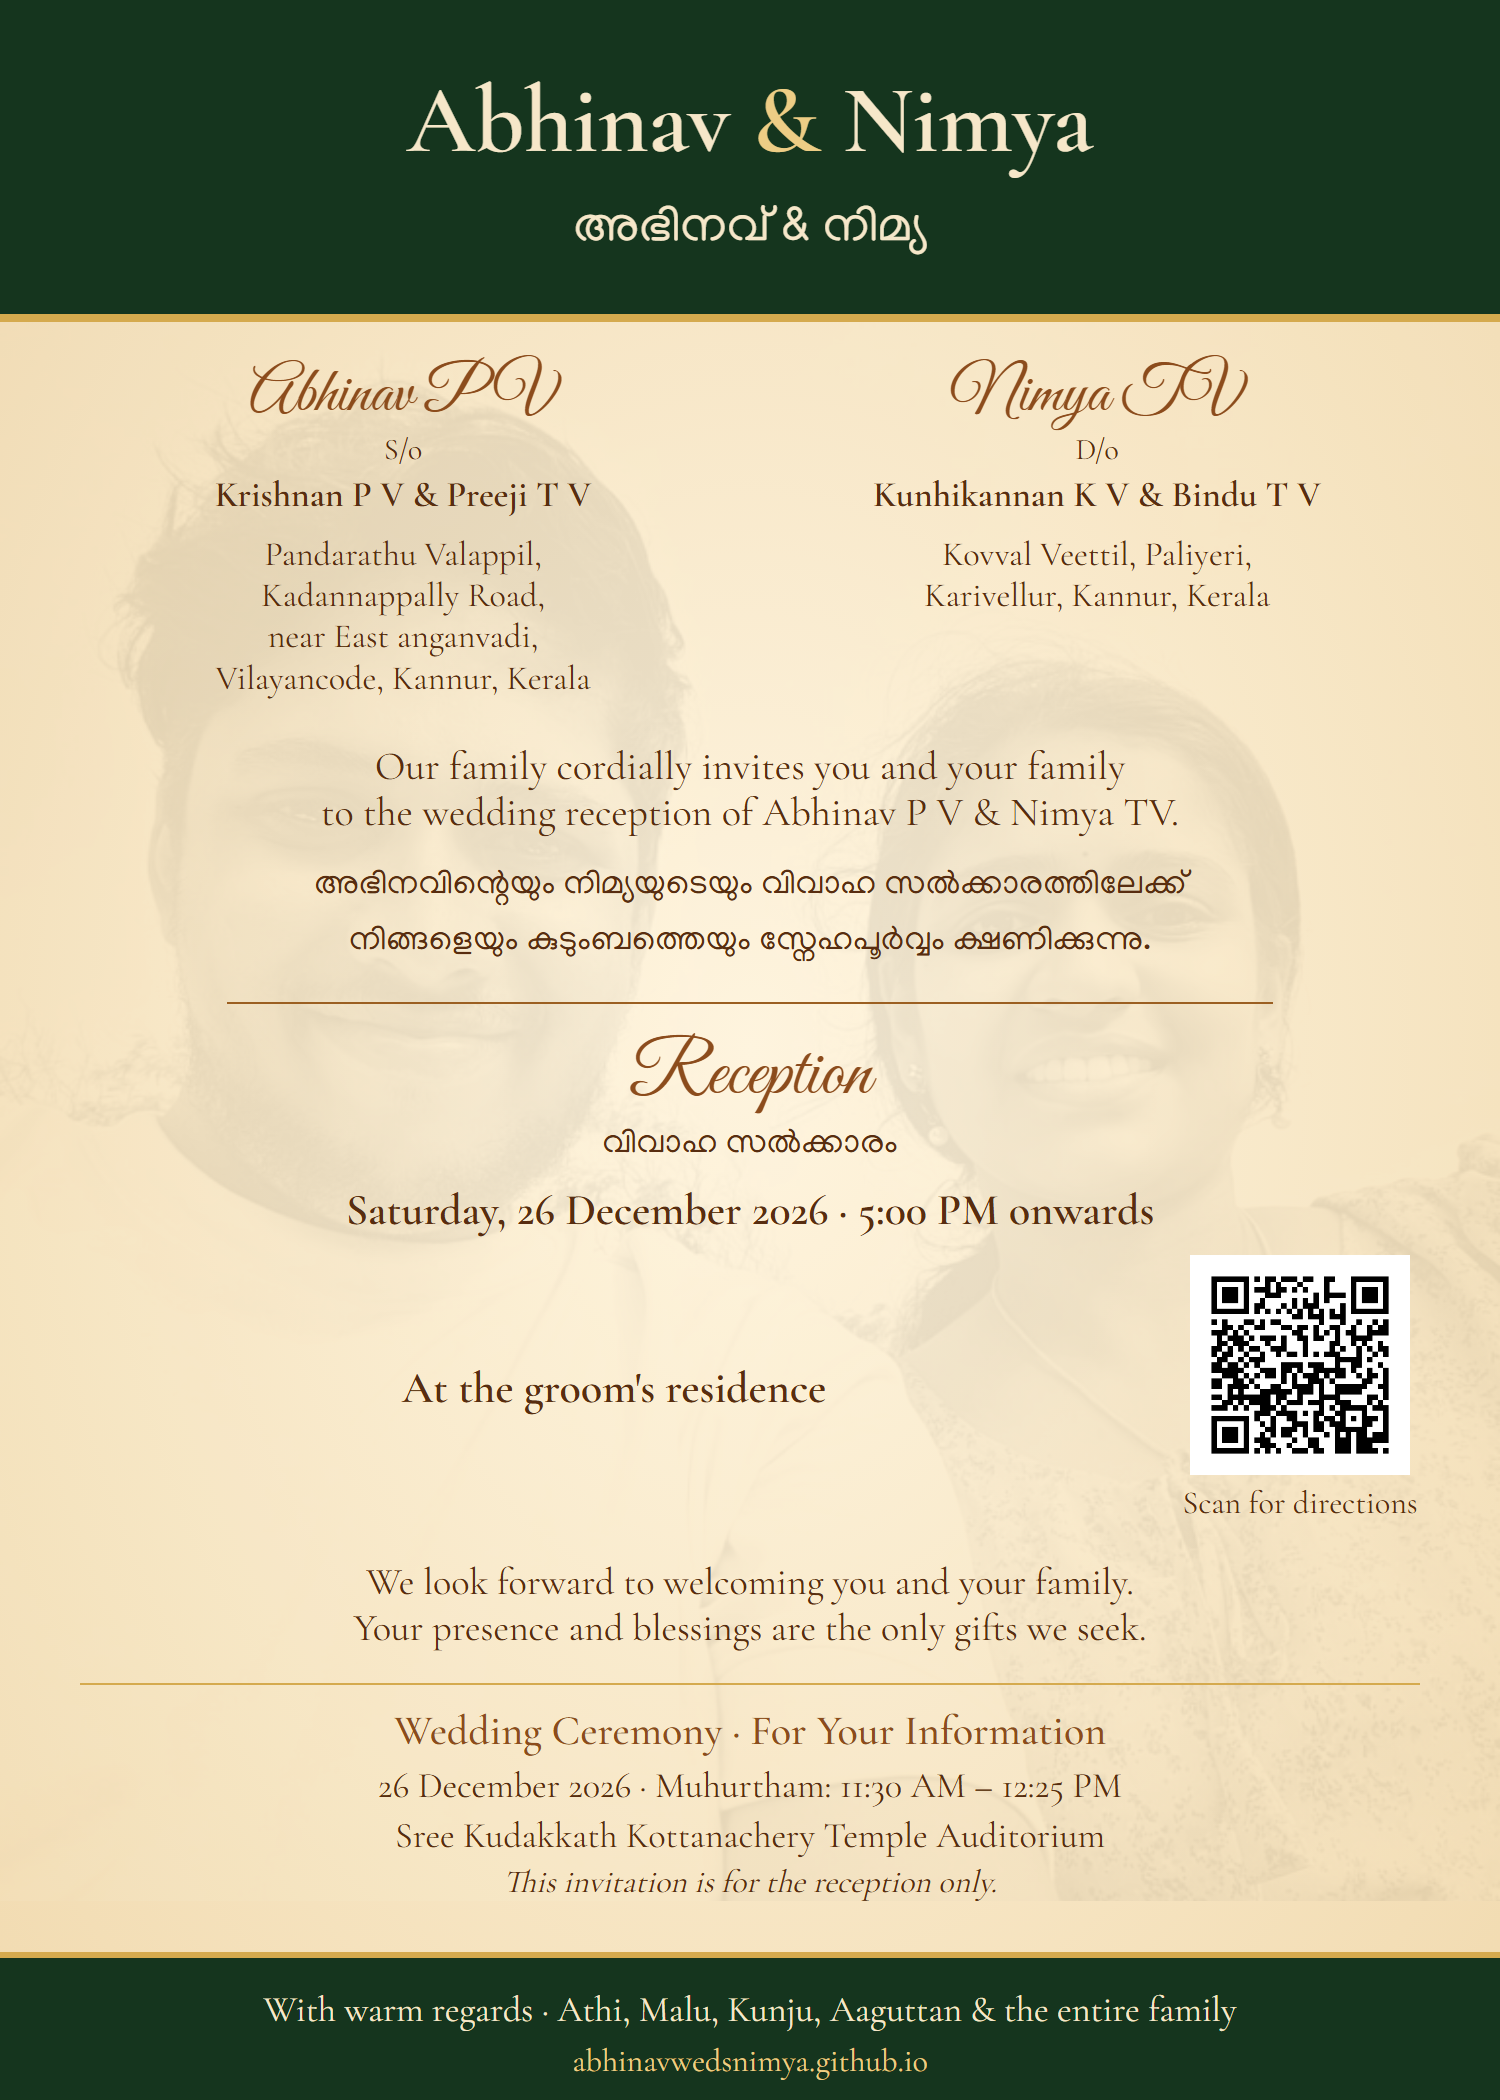 Abhinav & Nimya
അഭിനവ് & നിമ്യ
Abhinav P V
S/o
Krishnan P V & Preeji T V
Pandarathu Valappil,
Kadannappally Road,
near East anganvadi,
Vilayancode, Kannur, Kerala
Nimya T V
D/o
Kunhikannan K V & Bindu T V
Kovval Veettil, Paliyeri,
Karivellur, Kannur, Kerala
Our family cordially invites you and your family
to the wedding reception of Abhinav P V & Nimya TV.
അഭിനവിന്റെയും നിമ്യയുടെയും വിവാഹ സൽക്കാരത്തിലേക്ക്
നിങ്ങളെയും കുടുംബത്തെയും സ്നേഹപൂർവ്വം ക്ഷണിക്കുന്നു.
Reception
വിവാഹ സൽക്കാരം
Saturday, 26 December 2026 · 5:00 PM onwards
At the groom's residence
Scan for directions
We look forward to welcoming you and your family.
Your presence and blessings are the only gifts we seek.
Wedding Ceremony · For Your Information
26 December 2026 · Muhurtham: 11:30 AM – 12:25 PM
Sree Kudakkath Kottanachery Temple Auditorium
This invitation is for the reception only.
With warm regards · Athi, Malu, Kunju, Aaguttan & the entire family
abhinavwedsnimya.github.io